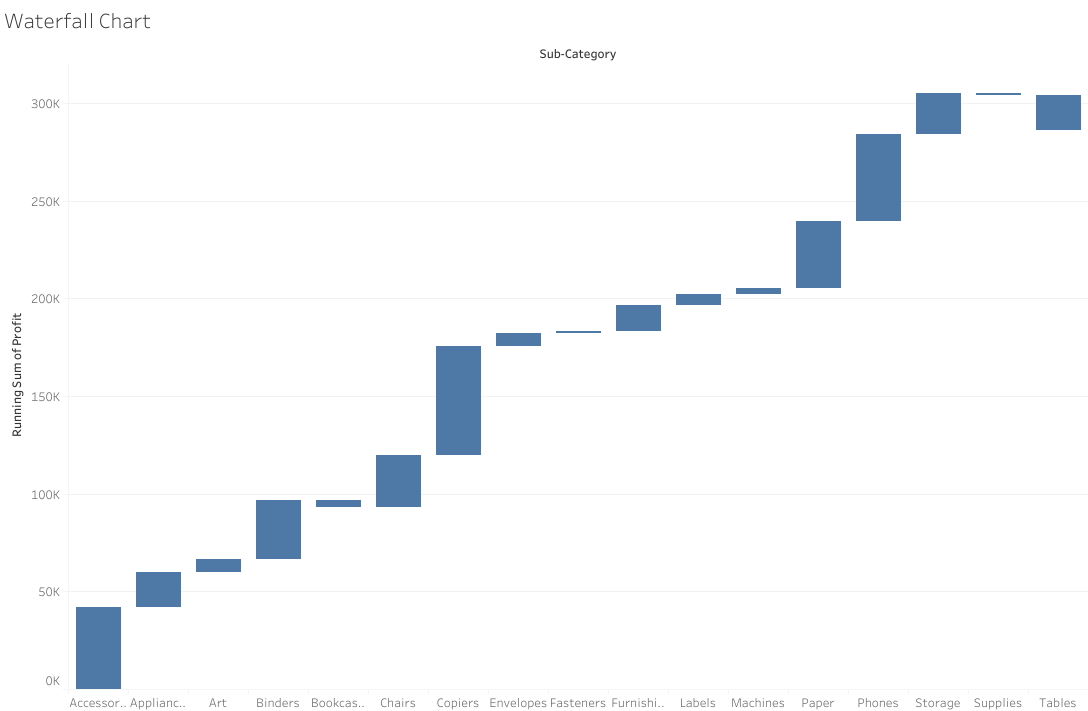 Waterfall Chart
Sub-Category
Running Sum of Profit
300K
250K
200K
150K
100K
50K
0K
Accessor.. Applianc.. Art Binders Bookcas.. Chairs Copiers Envelopes Fasteners Furnishi.. Labels Machines Paper Phones Storage Supplies Tables